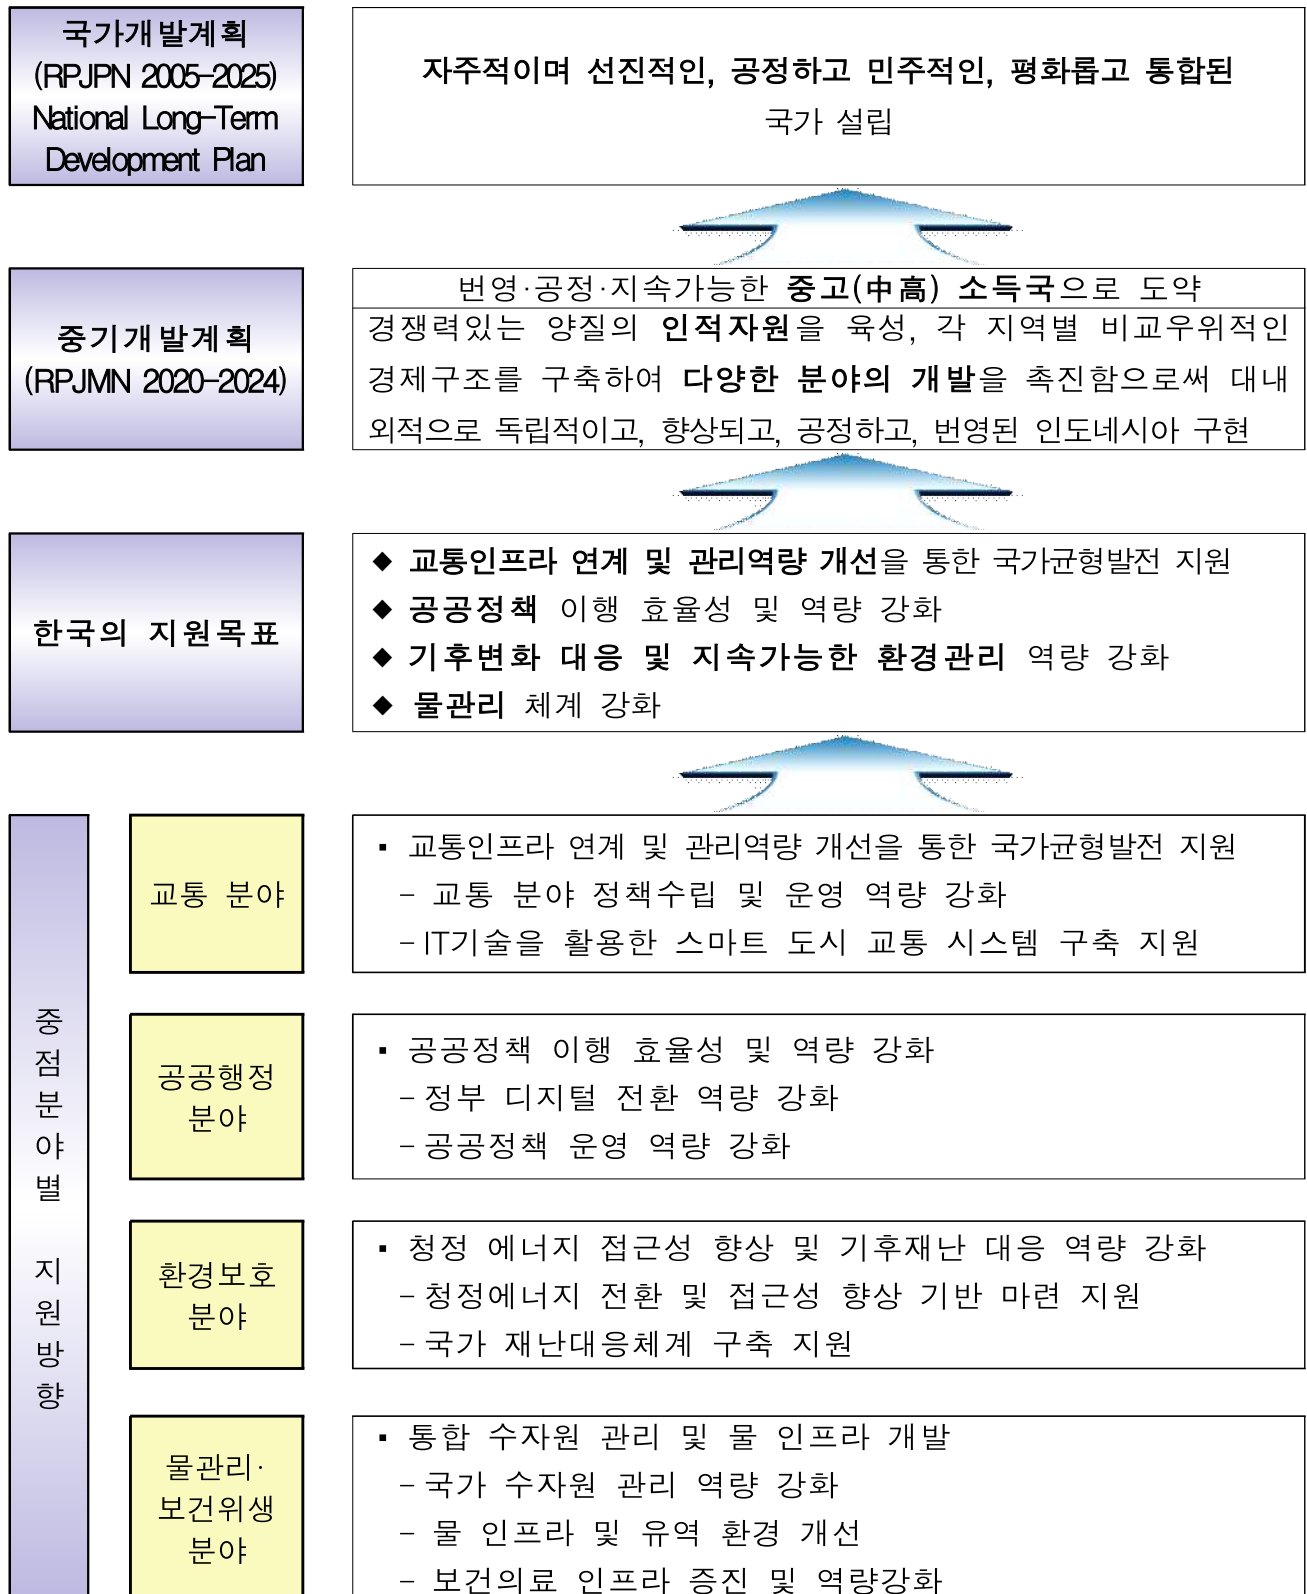 국가개발계획
(RPJPN 2005-2025)
National Long-Term
Development Plan
자주적이며 선진적인, 공정하고 민주적인, 평화롭고 통합된
국가 설립
중기개발계획
(RPJMN 2020-2024)
번영·공정·지속가능한 중고(中高) 소득국으로 도약
경쟁력있는 양질의 인적자원을 육성, 각 지역별 비교우위적인
경제구조를 구축하여 다양한 분야의 개발을 촉진함으로써 대내
외적으로 독립적이고, 향상되고, 공정하고, 번영된 인도네시아 구현
한국의 지원목표
◆ 교통인프라 연계 및 관리역량 개선을 통한 국가균형발전 지원
◆ 공공정책 이행 효율성 및 역량 강화
◆ 기후변화 대응 및 지속가능한 환경관리 역량 강화
◆ 물관리 체계 강화
중점분야별 지원방향
교통 분야
▪ 교통인프라 연계 및 관리역량 개선을 통한 국가균형발전 지원
- 교통 분야 정책수립 및 운영 역량 강화
- IT기술을 활용한 스마트 도시 교통 시스템 구축 지원
공공행정
분야
▪ 공공정책 이행 효율성 및 역량 강화
- 정부 디지털 전환 역량 강화
- 공공정책 운영 역량 강화
환경보호
분야
▪ 청정 에너지 접근성 향상 및 기후재난 대응 역량 강화
- 청정에너지 전환 및 접근성 향상 기반 마련 지원
- 국가 재난대응체계 구축 지원
물관리·
보건위생
분야
▪ 통합 수자원 관리 및 물 인프라 개발
- 국가 수자원 관리 역량 강화
- 물 인프라 및 유역 환경 개선
- 보건의료 인프라 증진 및 역량강화